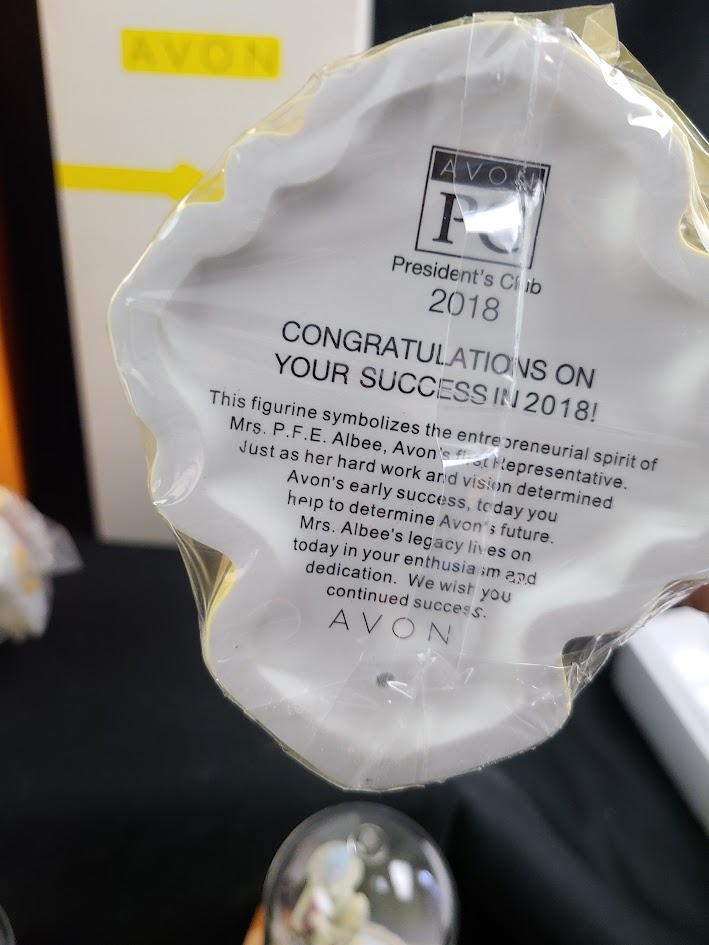 AVON
AVON
PC
President's Club
2018
CONGRATULATIONS ON
YOUR SUCCESS IN 2018!
This figurine symbolizes the entrepreneurial spirit of
Mrs. P.F.E. Albee, Avon's first Representative.
Just as her hard work and vision determined
Avon's early success, today you
help to determine Avon's future.
Mrs. Albee's legacy lives on
today in your enthusiasm and
dedication. We wish you
continued success.
AVON